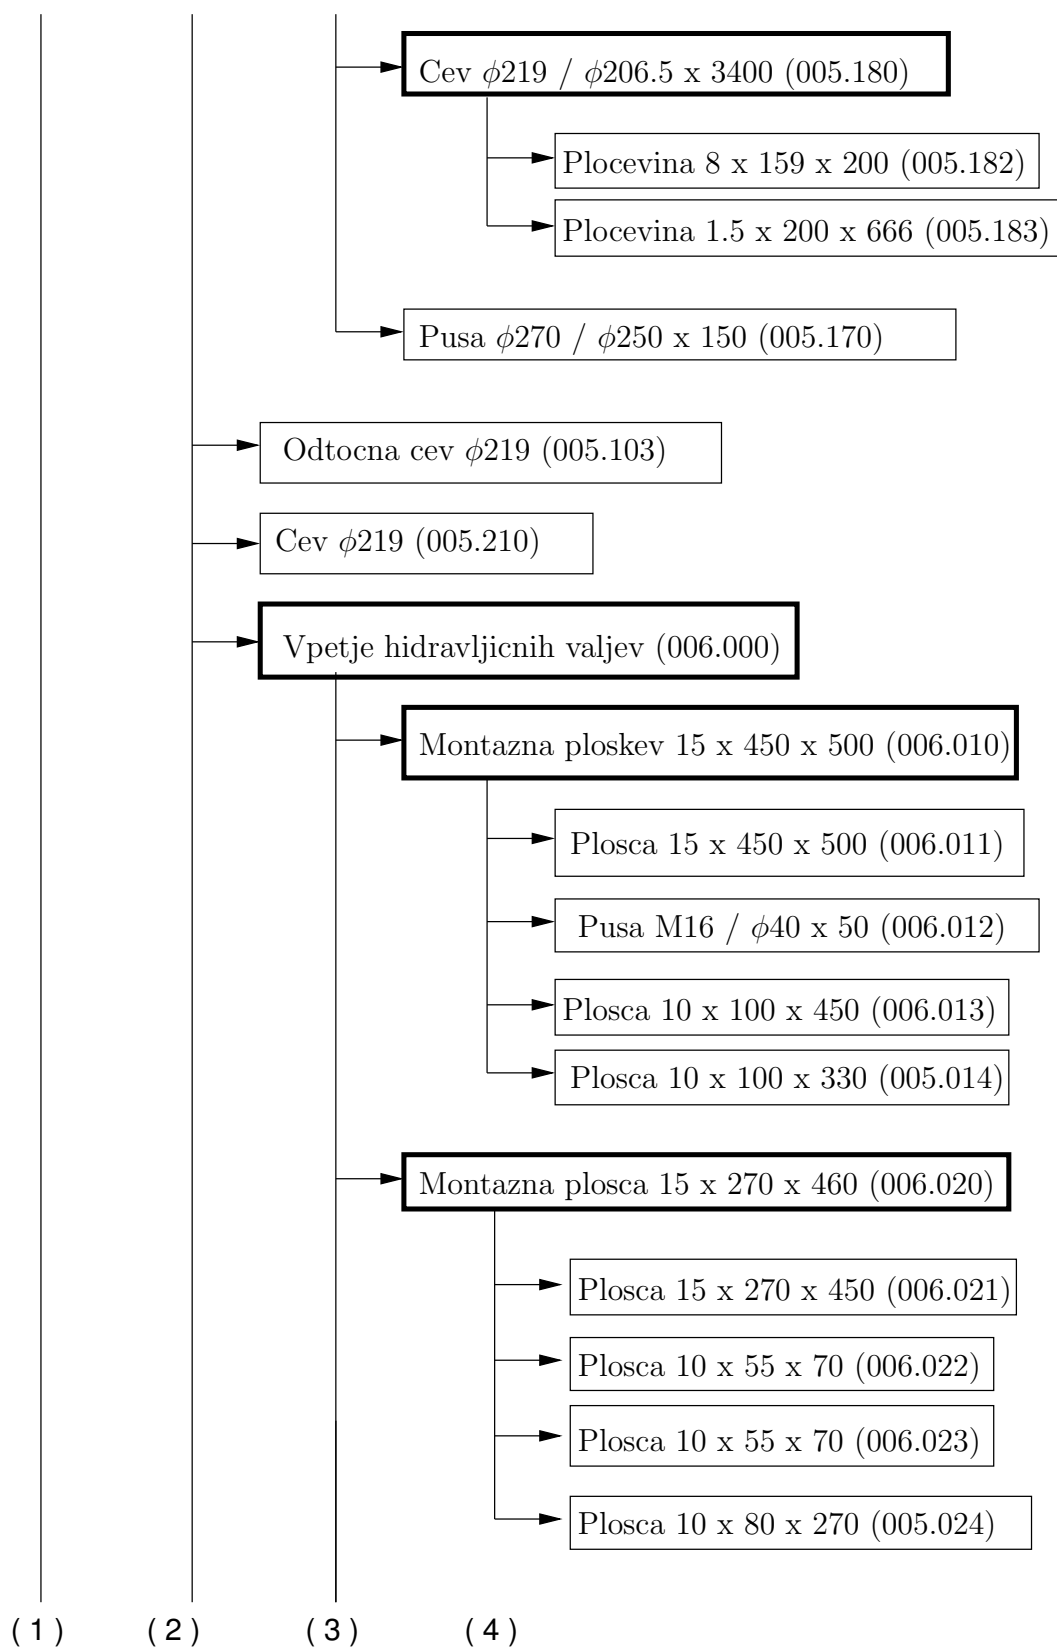 Cev ϕ219 / ϕ206.5 x 3400 (005.180)
Plocevina 8 x 159 x 200 (005.182)
Plocevina 1.5 x 200 x 666 (005.183)
Pusa ϕ270 / ϕ250 x 150 (005.170)
Odtocna cev ϕ219 (005.103)
Cev ϕ219 (005.210)
Vpetje hidravljicnih valjev (006.000)
Montazna ploskev 15 x 450 x 500 (006.010)
Plosca 15 x 450 x 500 (006.011)
Pusa M16 / ϕ40 x 50 (006.012)
Plosca 10 x 100 x 450 (006.013)
Plosca 10 x 100 x 330 (005.014)
Montazna plosca 15 x 270 x 460 (006.020)
Plosca 15 x 270 x 450 (006.021)
Plosca 10 x 55 x 70 (006.022)
Plosca 10 x 55 x 70 (006.023)
Plosca 10 x 80 x 270 (005.024)
( 1 ) ( 2 ) ( 3 ) ( 4 )